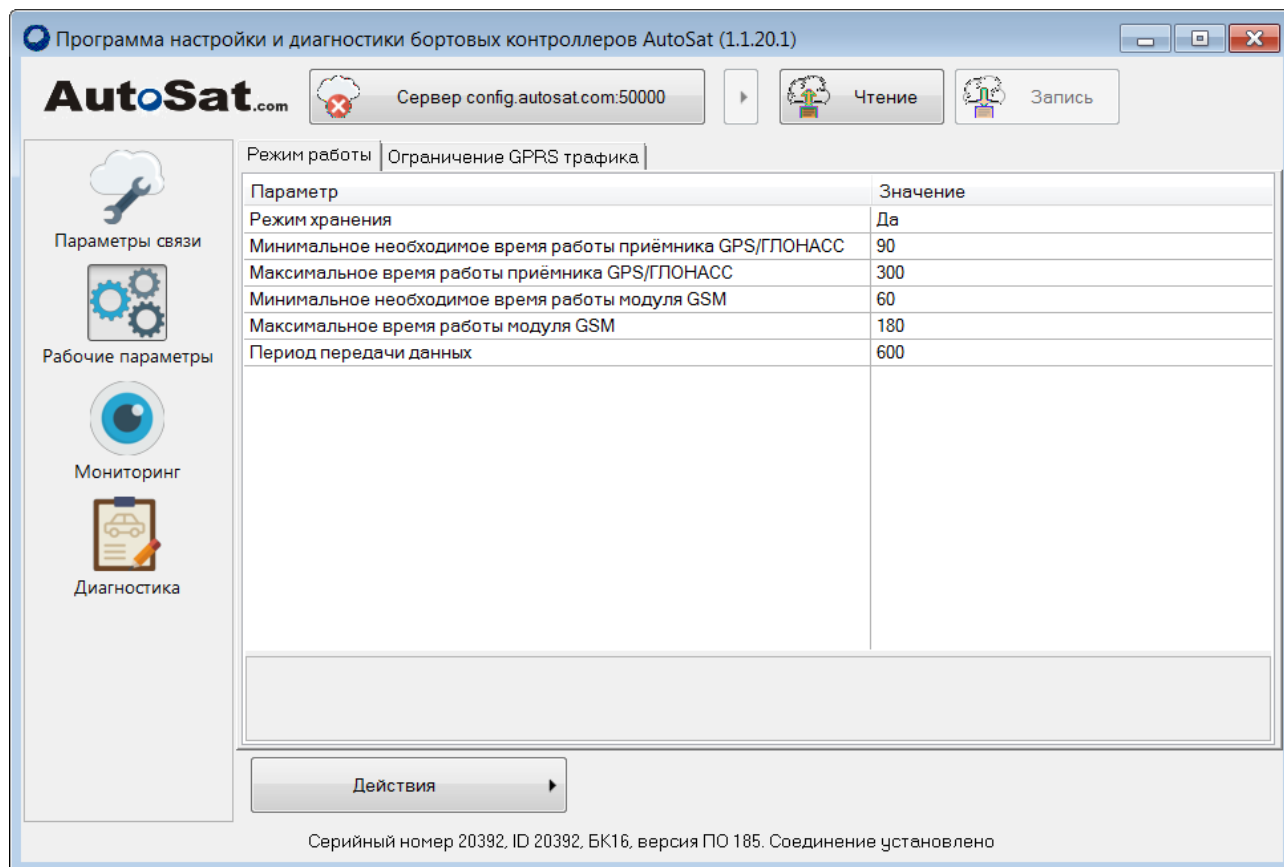 Программа настройки и диагностики бортовых контроллеров AutoSat (1.1.20.1)
AutoSat.com
Сервер config.autosat.com:50000
Чтение
Запись
Параметры связи
Рабочие параметры
Мониторинг
Диагностика
Режим работы Ограничение GPRS трафика
Параметр Значение
Режим хранения Да
Минимальное необходимое время работы приёмника GPS/ГЛОНАСС 90
Максимальное время работы приёмника GPS/ГЛОНАСС 300
Минимальное необходимое время работы модуля GSM 60
Максимальное время работы модуля GSM 180
Период передачи данных 600
Действия
Серийный номер 20392, ID 20392, БК16, версия ПО 185. Соединение установлено